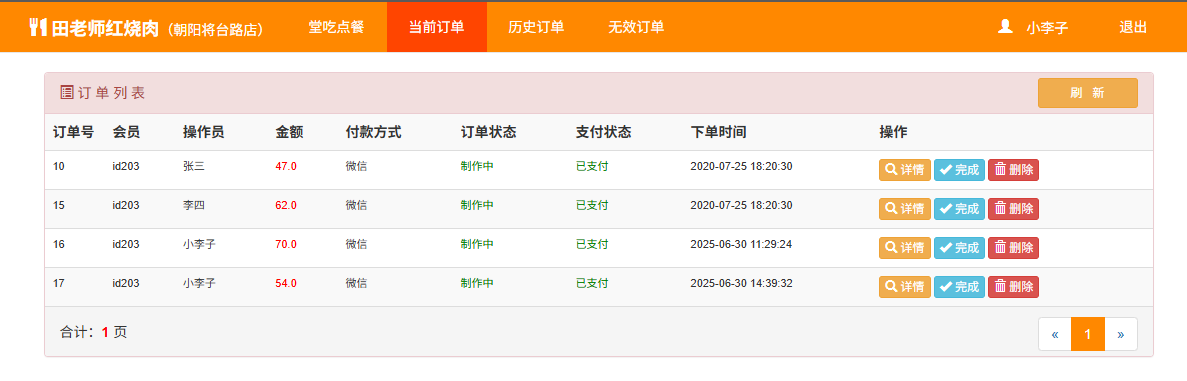 田老师红烧肉（朝阳将台路店） 堂吃点餐 当前订单 历史订单 无效订单 小李子 退出
订 单 列 表 刷 新
订单号 会员 操作员 金额 付款方式 订单状态 支付状态 下单时间 操作
10 id203 张三 47.0 微信 制作中 已支付 2020-07-25 18:20:30 详情 完成 删除
15 id203 李四 62.0 微信 制作中 已支付 2020-07-25 18:20:30 详情 完成 删除
16 id203 小李子 70.0 微信 制作中 已支付 2025-06-30 11:29:24 详情 完成 删除
17 id203 小李子 54.0 微信 制作中 已支付 2025-06-30 14:39:32 详情 完成 删除
合计：1 页 « 1 »